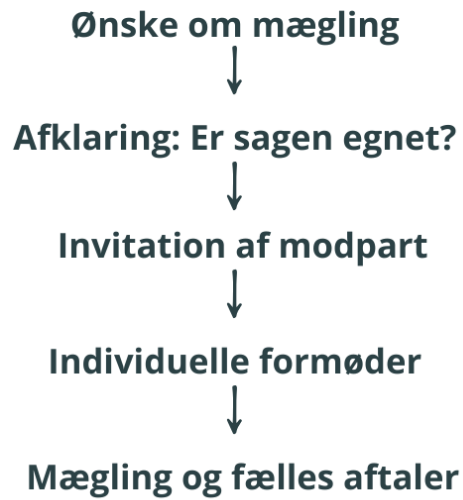 Ønske om mægling
Afklaring: Er sagen egnet?
Invitation af modpart
Individuelle formøder
Mægling og fælles aftaler